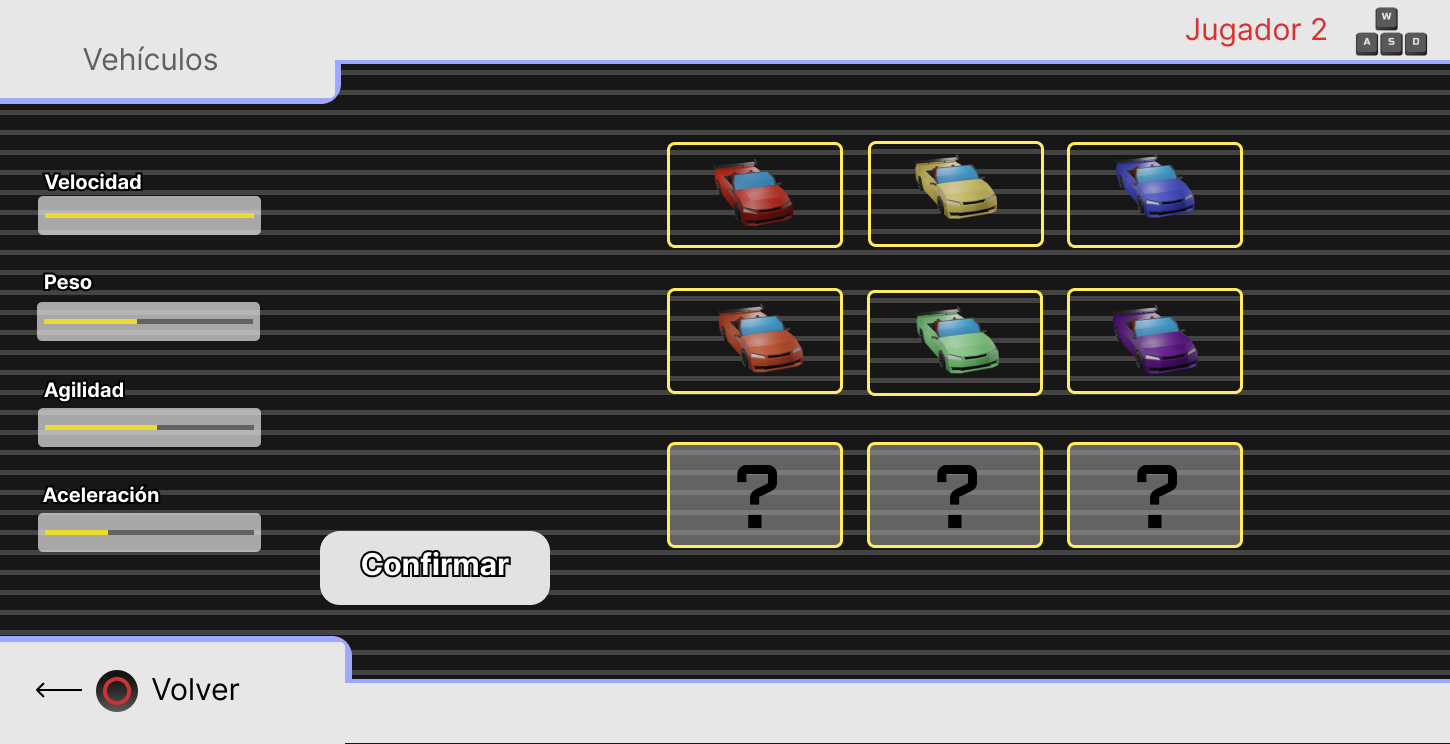 Vehículos
Jugador 2
W
A S D
Velocidad
Peso
Agilidad
Aceleración
? ? ?
Confirmar
Volver